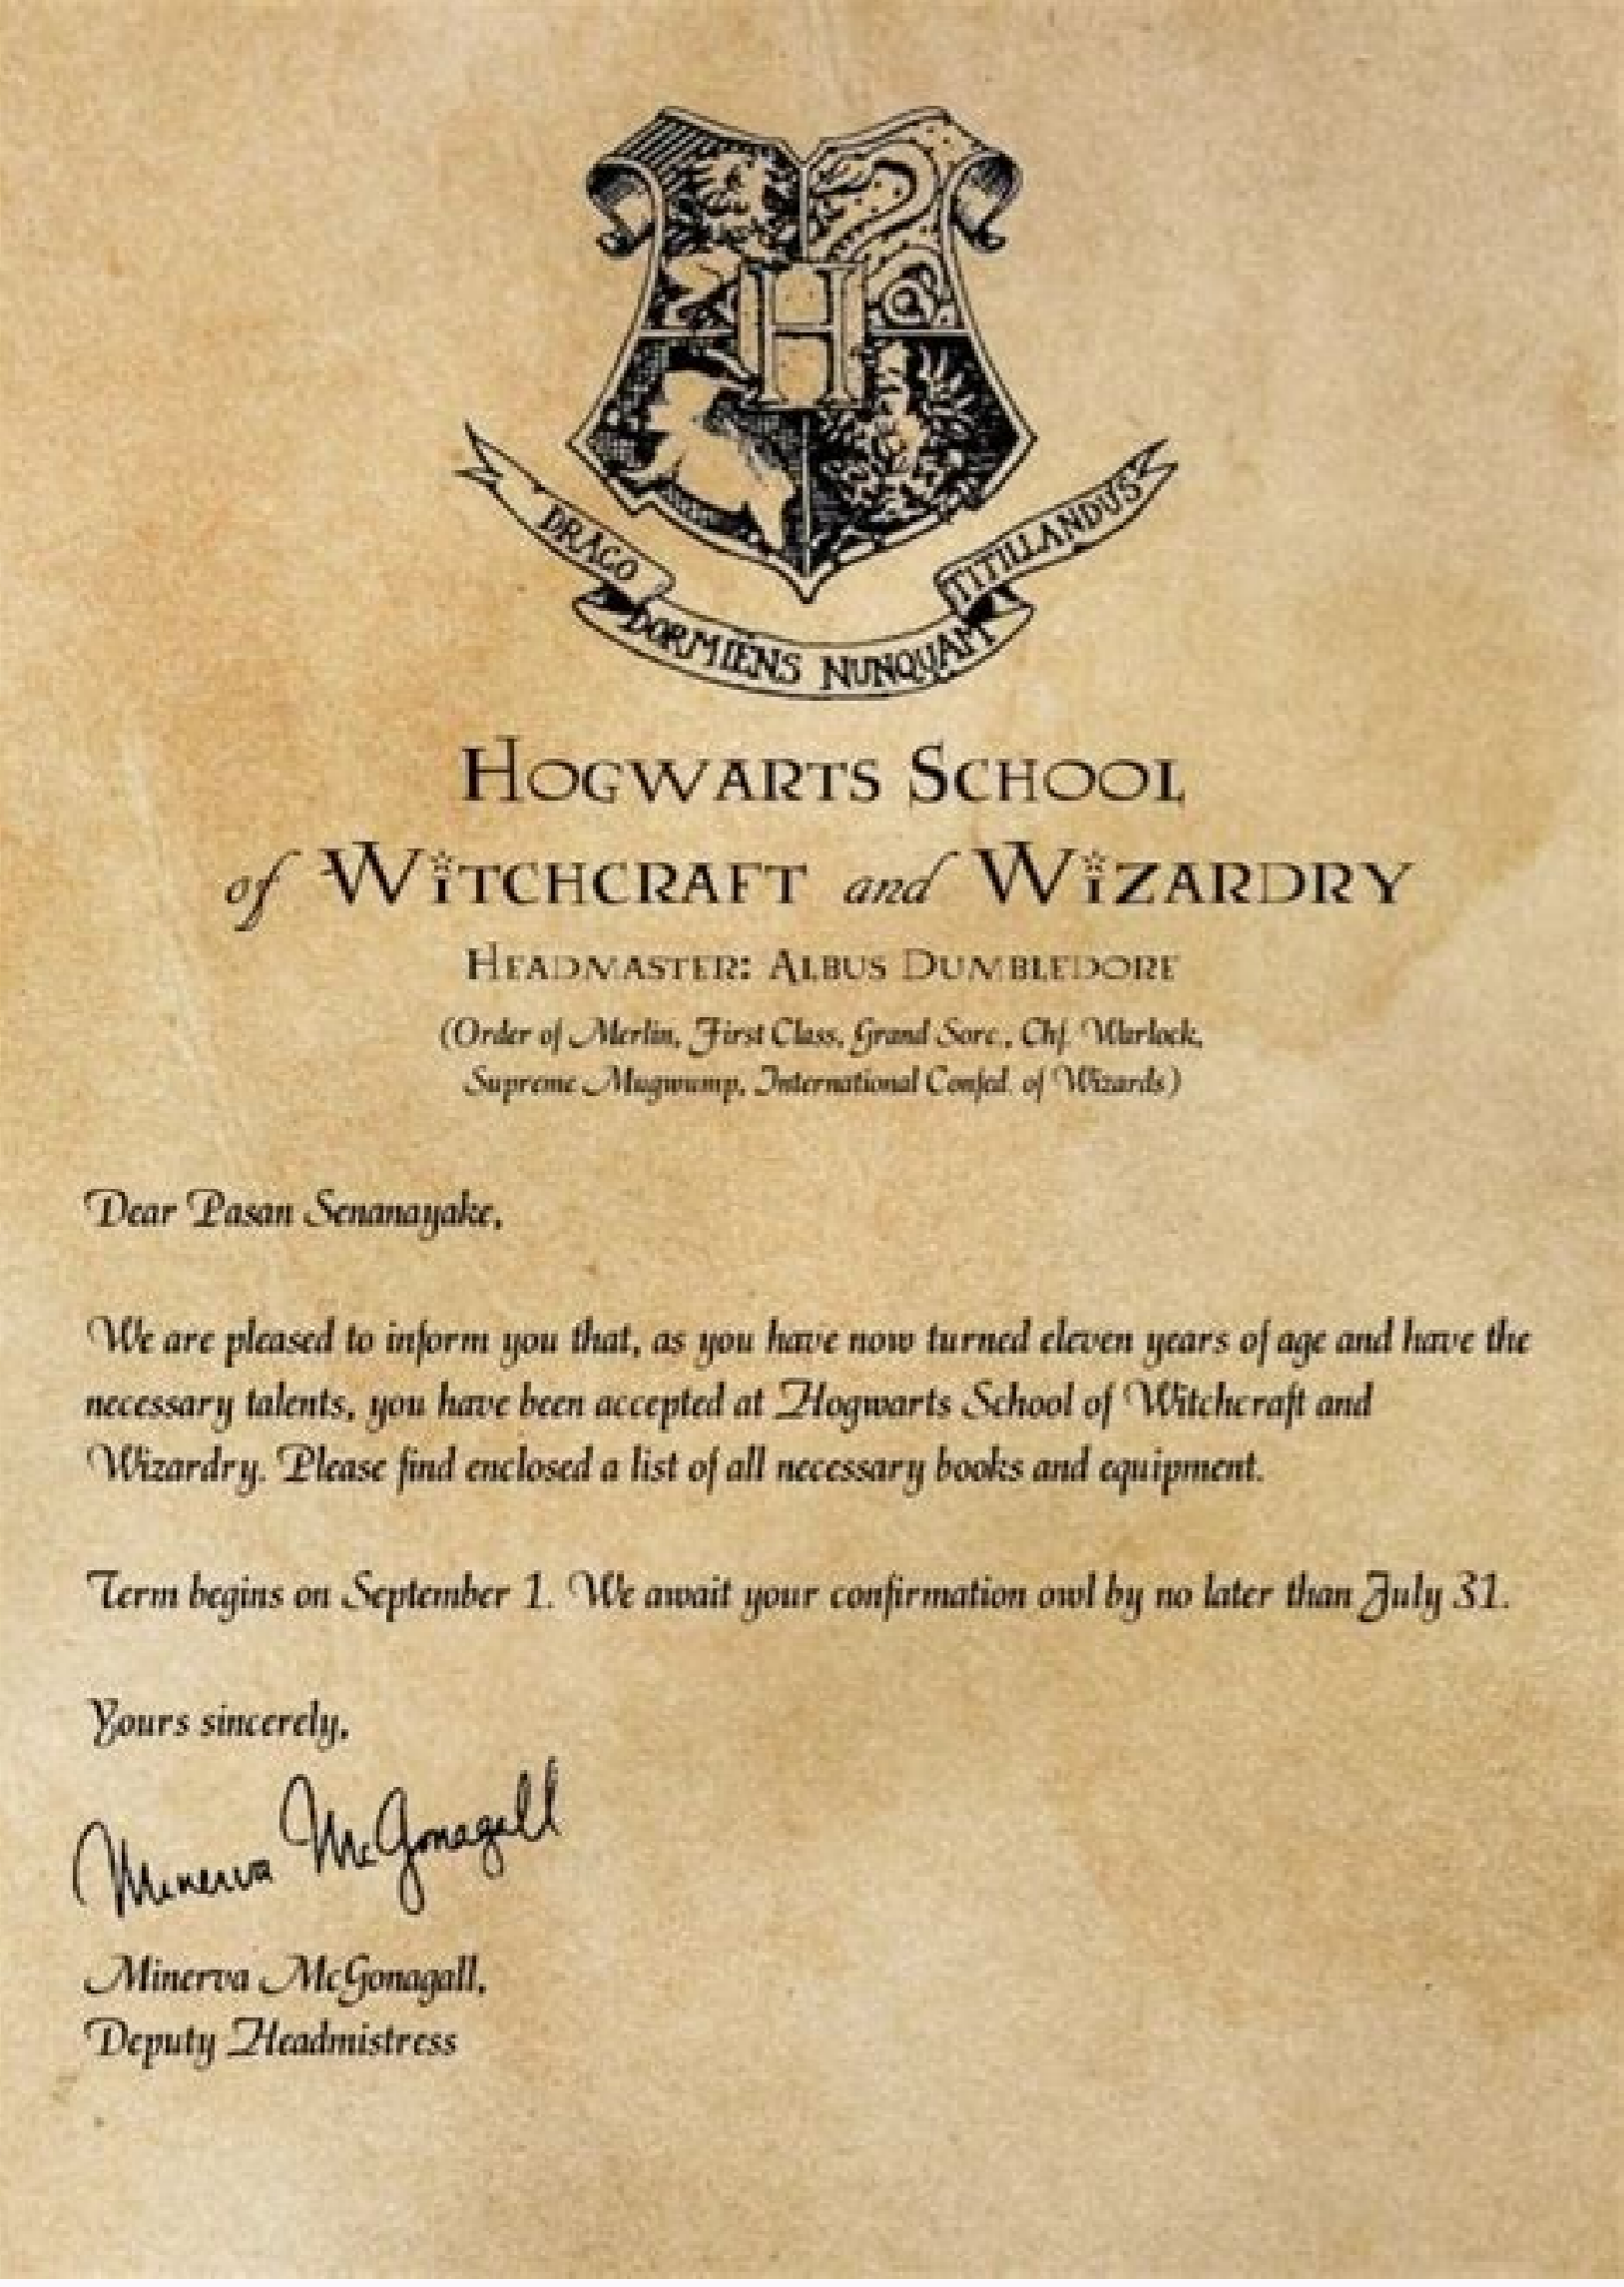 H
DRACO DORMIENS NUNQUAM TITILLANDUS
HOGWARTS SCHOOL
of WITCHCRAFT and WIZARDRY
HEADMASTER: ALBUS DUMBLEDORE
(Order of Merlin, First Class, Grand Sorc., Chf. Warlock,
Supreme Mugwump, International Confed. of Wizards)
Dear Pasan Senanayake,
We are pleased to inform you that, as you have now turned eleven years of age and have the
necessary talents, you have been accepted at Hogwarts School of Witchcraft and
Wizardry. Please find enclosed a list of all necessary books and equipment.
Term begins on September 1. We await your confirmation owl by no later than July 31.
Yours sincerely,
Minerva McGonagall
Minerva McGonagall,
Deputy Headmistress